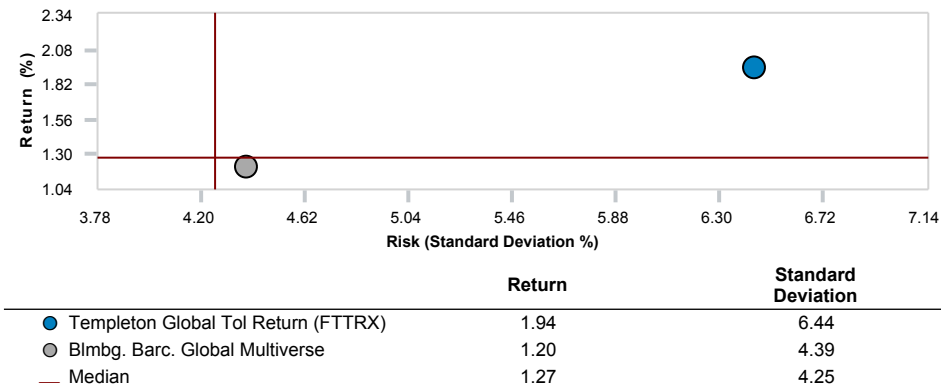 2.34
2.08
1.82
1.56
1.30
1.04
Return (%)
3.78 4.20 4.62 5.04 5.46 5.88 6.30 6.72 7.14
Risk (Standard Deviation %)
Return Standard Deviation
Templeton Global Tol Return (FTTRX) 1.94 6.44
Blmbg. Barc. Global Multiverse 1.20 4.39
Median 1.27 4.25